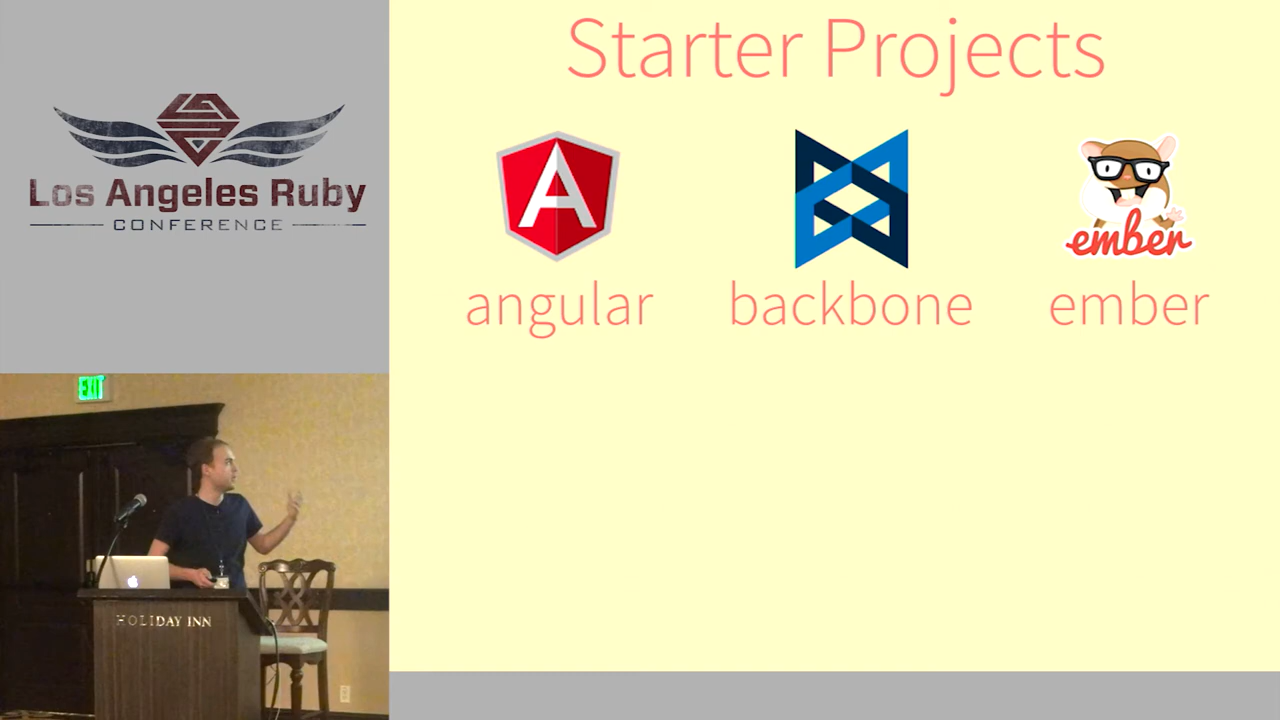 Los Angeles Ruby
CONFERENCE
Starter Projects
ember
angular
backbone
ember
EXIT
HOLIDAY INN